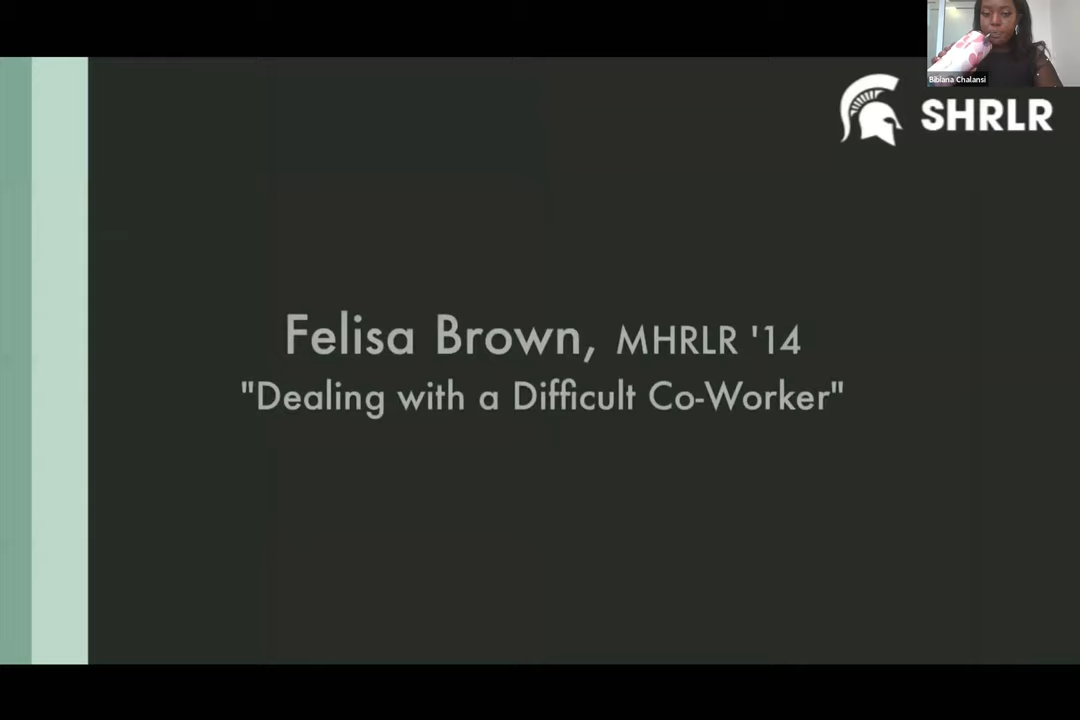 Bibiana Chalansi
SHRLR
Felisa Brown, MHRLR '14
"Dealing with a Difficult Co-Worker"